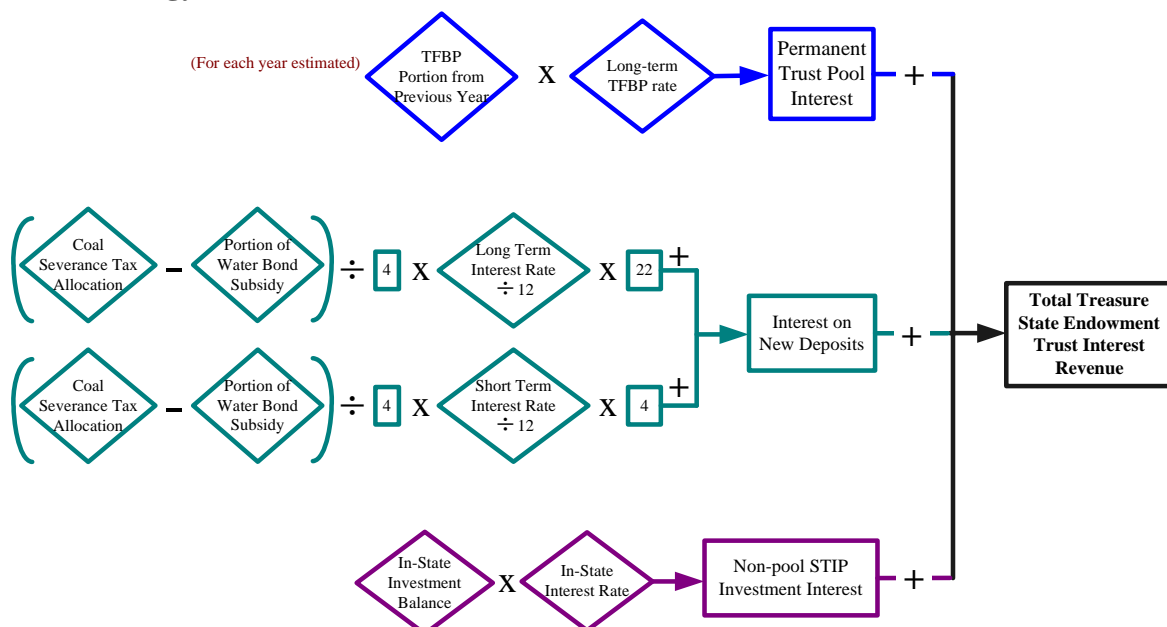 (For each year estimated)
TFBP
Portion from
Previous Year
X
Long-term
TFBP rate
Permanent
Trust Pool
Interest
+
(
Coal
Severance Tax
Allocation
–
Portion of
Water Bond
Subsidy
)
÷
4
X
Long Term
Interest Rate
÷ 12
X
22
+
(
Coal
Severance Tax
Allocation
–
Portion of
Water Bond
Subsidy
)
÷
4
X
Short Term
Interest Rate
÷ 12
X
4
+
Interest on
New Deposits
+
Total Treasure
State Endowment
Trust Interest
Revenue
In-State
Investment
Balance
X
In-State
Interest Rate
Non-pool STIP
Investment Interest
+